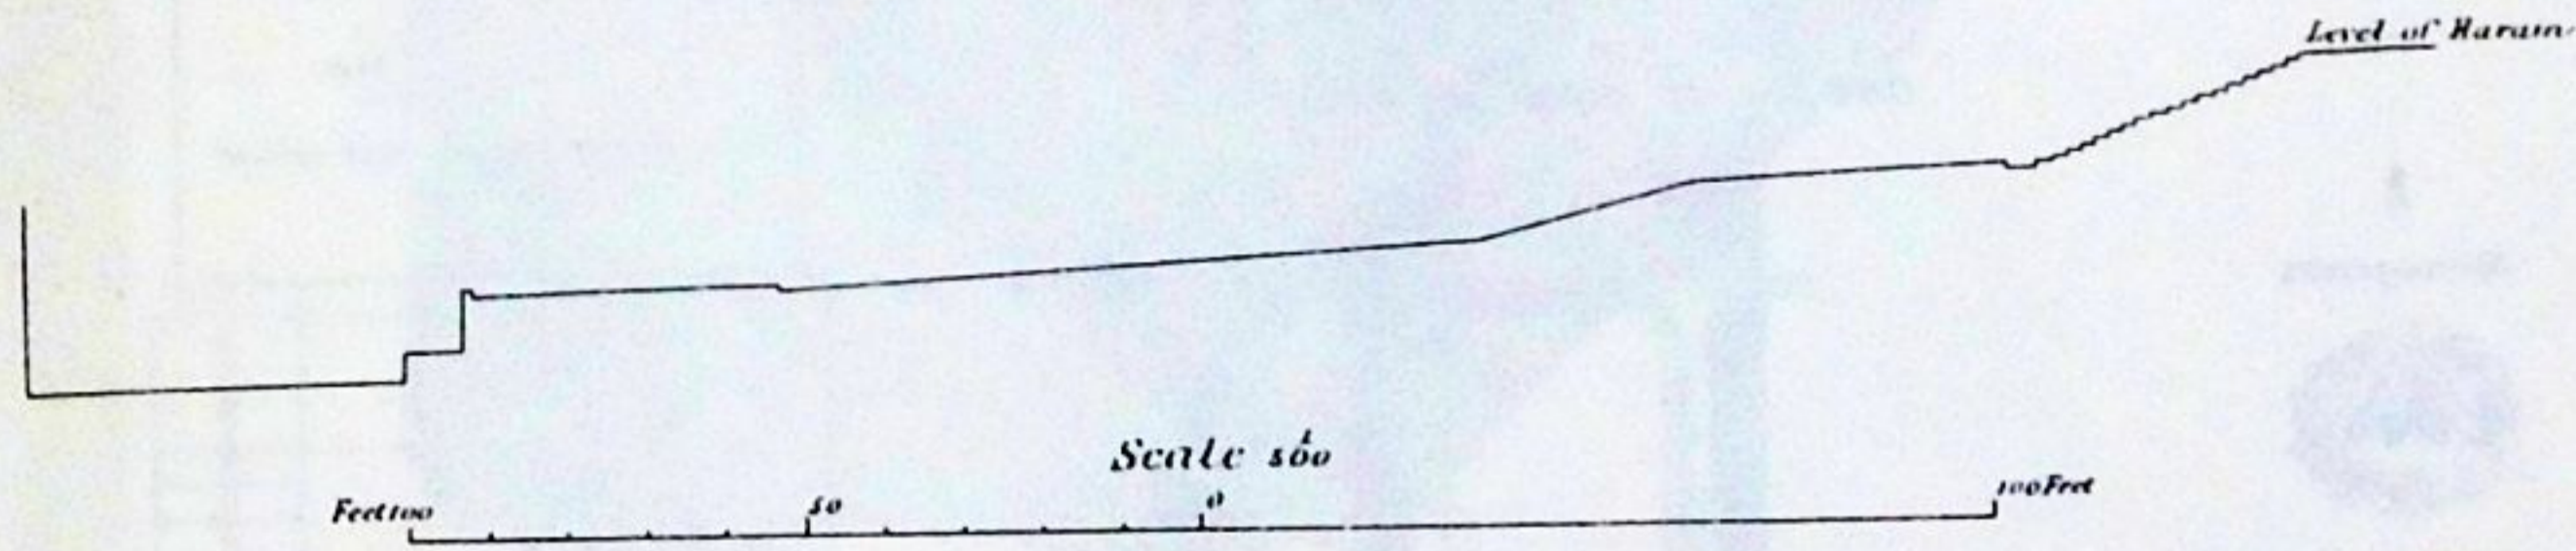 Level of Haram
Scale 1/500
Feet 100 50 0 100 Feet